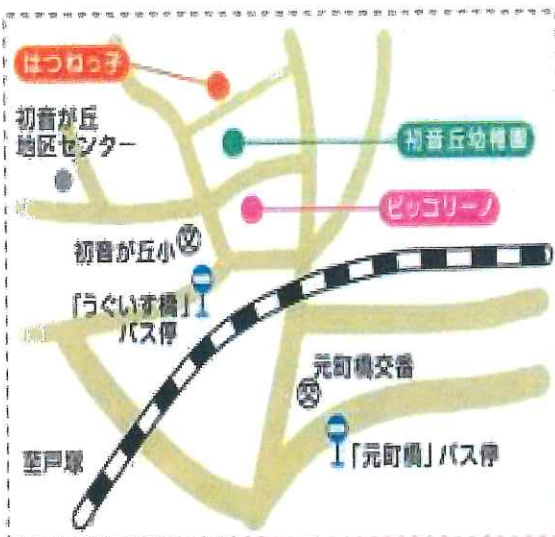 はつねっ子
初音が丘
地区センター
初音丘幼稚園
ピッコリーノ
初音が丘小
「うぐいす橋」
バス停
元町橋交番
至戸塚
「元町橋」バス停